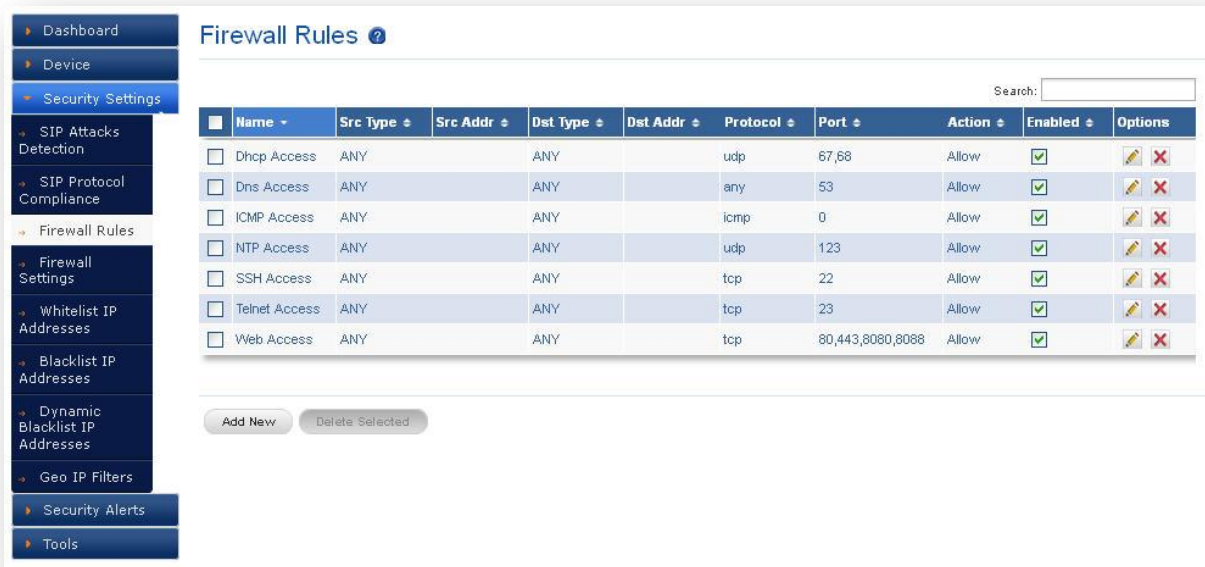 Dashboard
Device
Security Settings
SIP Attacks
Detection
SIP Protocol
Compliance
Firewall Rules
Firewall
Settings
Whitelist IP
Addresses
Blacklist IP
Addresses
Dynamic
Blacklist IP
Addresses
Geo IP Filters
Security Alerts
Tools
Firewall Rules ?
Search:
Name Src Type Src Addr Dst Type Dst Addr Protocol Port Action Enabled Options
Dhcp Access ANY ANY udp 67,68 Allow
Dns Access ANY ANY any 53 Allow
ICMP Access ANY ANY icmp 0 Allow
NTP Access ANY ANY udp 123 Allow
SSH Access ANY ANY tcp 22 Allow
Telnet Access ANY ANY tcp 23 Allow
Web Access ANY ANY tcp 80,443,8080,8088 Allow
Add New Delete Selected